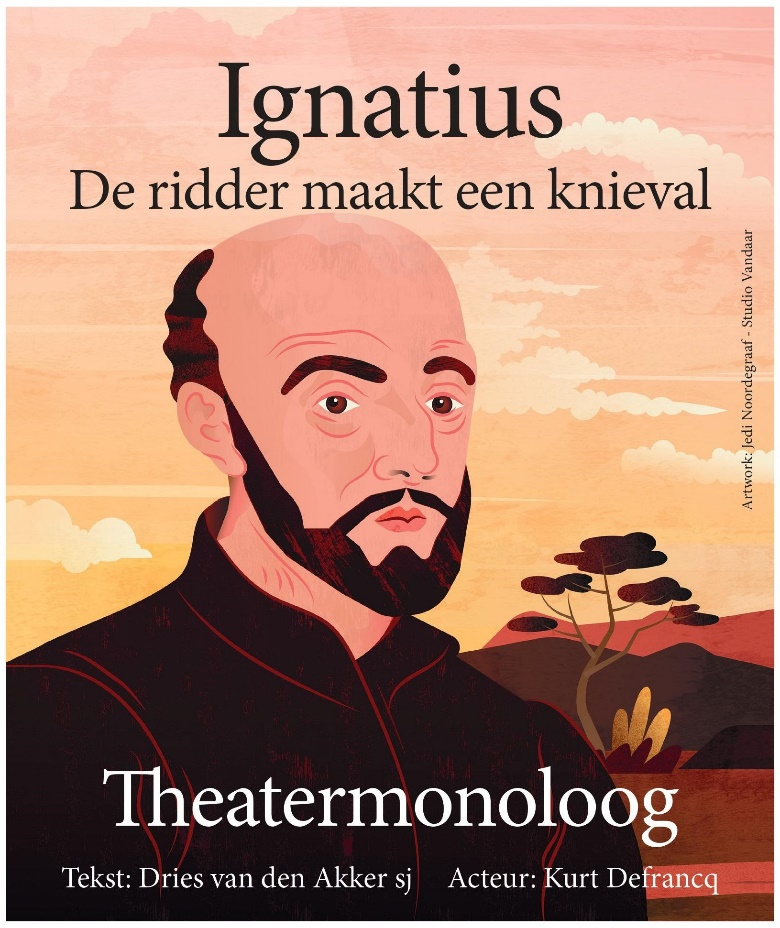 Ignatius
De ridder maakt een knieval
Artwork: Jedi Noordegraaf - Studio Vandaar
Theatermonoloog
Tekst: Dries van den Akker sj Acteur: Kurt Defrancq